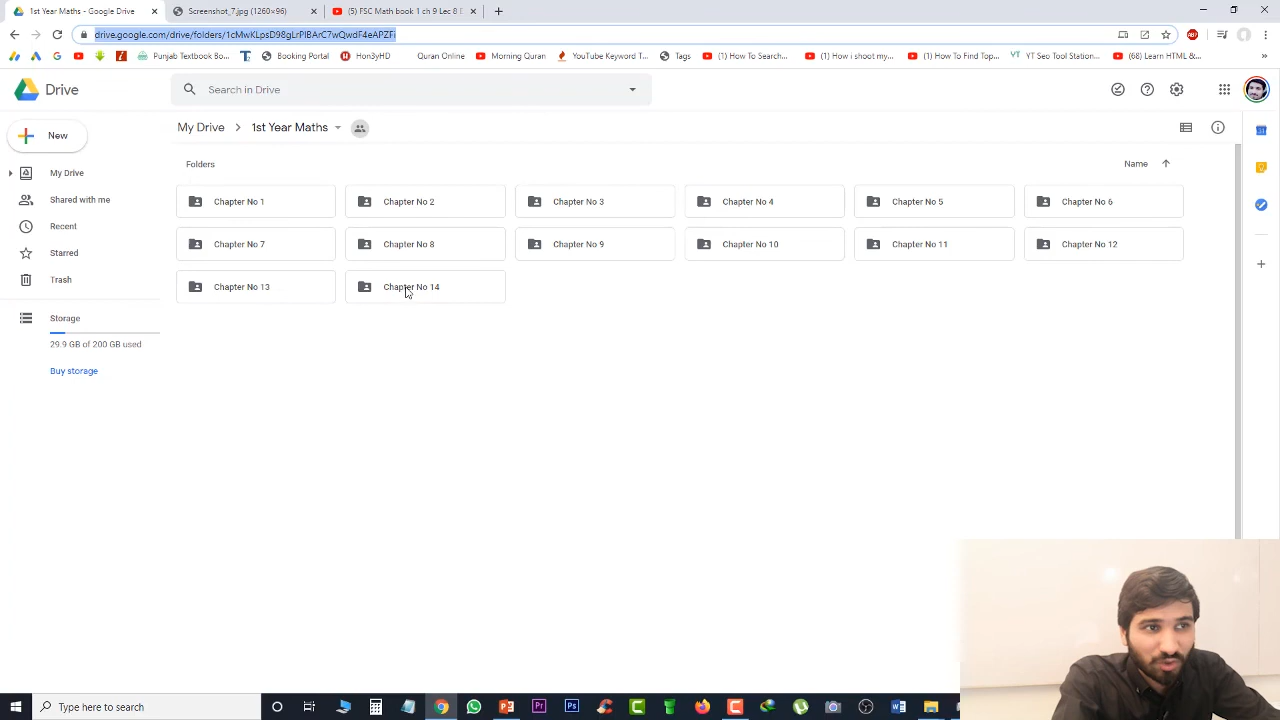 1st Year Maths - Google Drive
Screenshot_7.jpg (1260×96)
(5) FSC Math book 1 ch 9 Lec 8 E
drive.google.com/drive/folders/1cMwKLpsD98gLrPlBArC7wQwdF4eAPZFi
Punjab Textbook Bo...
Booking Portal
Hon3yHD
Quran Online
Morning Quran
YouTube Keyword T...
Tags
(1) How To Search...
(1) How i shoot my...
(1) How To Find Top...
YT Seo Tool Station...
(68) Learn HTML &...
Drive
Search in Drive
New
My Drive
1st Year Maths
My Drive
Shared with me
Recent
Starred
Trash
Storage
29.9 GB of 200 GB used
Buy storage
Folders
Name
Chapter No 1
Chapter No 2
Chapter No 3
Chapter No 4
Chapter No 5
Chapter No 6
Chapter No 7
Chapter No 8
Chapter No 9
Chapter No 10
Chapter No 11
Chapter No 12
Chapter No 13
Chapter No 14
Type here to search